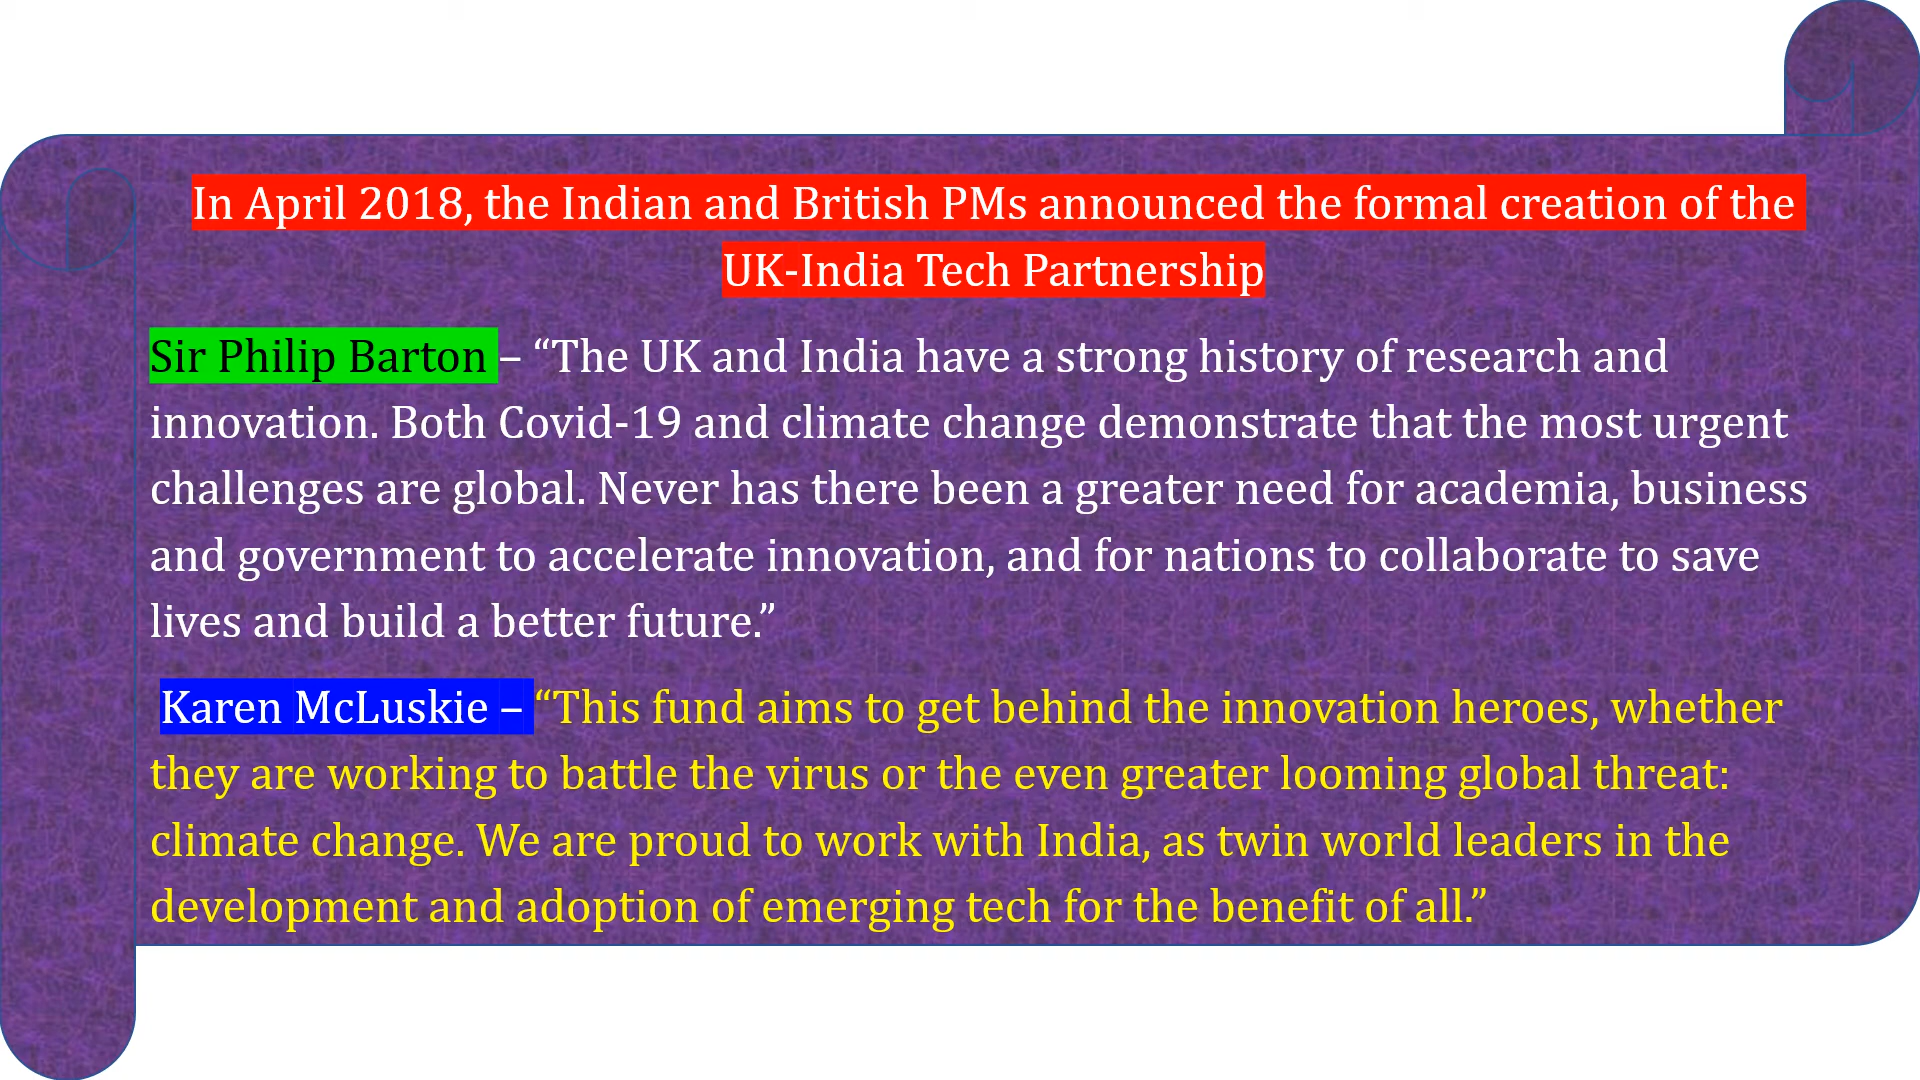 In April 2018, the Indian and British PMs announced the formal creation of the
UK-India Tech Partnership
Sir Philip Barton – “The UK and India have a strong history of research and
innovation. Both Covid-19 and climate change demonstrate that the most urgent
challenges are global. Never has there been a greater need for academia, business
and government to accelerate innovation, and for nations to collaborate to save
lives and build a better future.”
Karen McLuskie – “This fund aims to get behind the innovation heroes, whether
they are working to battle the virus or the even greater looming global threat:
climate change. We are proud to work with India, as twin world leaders in the
development and adoption of emerging tech for the benefit of all.”